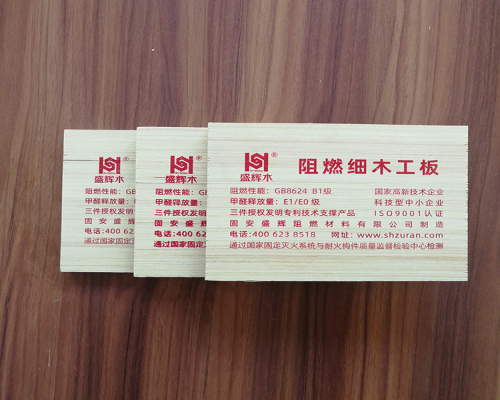 盛辉木
阻燃性能：GB
甲醛释放量：
三件授权发明
固安盛辉
电话：400 6
通过国家固定
盛辉木
阻燃性能：GB
甲醛释放量：
三件授权发明
固安盛辉
电话：400 6
通过国家固定
®
盛辉木
阻燃细木工板
阻燃性能：GB8624 B1级 国家高新技术企业
甲醛释放量：E1/E0 级 科技型中小企业
三件授权发明专利技术支撑产品 ISO9001认证
固安盛辉阻燃材料有限公司制造
电话:400 623 8518 网址：www.shzuran.com
通过国家固定灭火系统与耐火构件质量监督检验中心检测